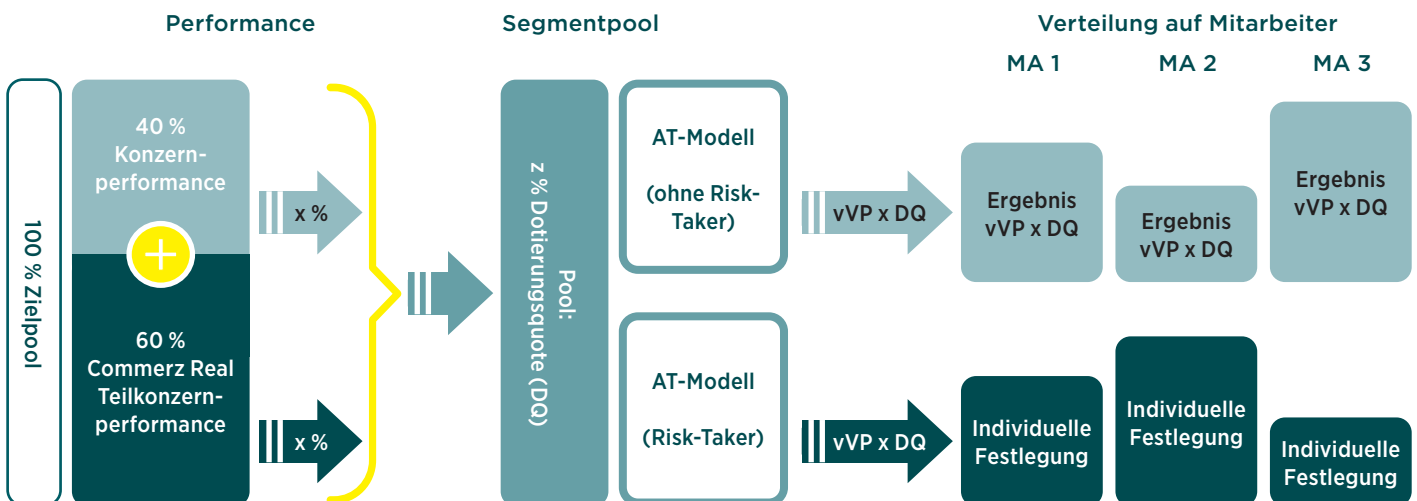 Performance
Segmentpool
Verteilung auf Mitarbeiter
MA 1
MA 2
MA 3
100 % Zielpool
40 %
Konzern-
performance
60 %
Commerz Real
Teilkonzern-
performance
x %
x %
Pool:
z % Dotierungsquote (DQ)
AT-Modell
(ohne Risk-
Taker)
AT-Modell
(Risk-Taker)
vVP x DQ
vVP x DQ
Ergebnis
vVP x DQ
Ergebnis
vVP x DQ
Ergebnis
vVP x DQ
Individuelle
Festlegung
Individuelle
Festlegung
Individuelle
Festlegung